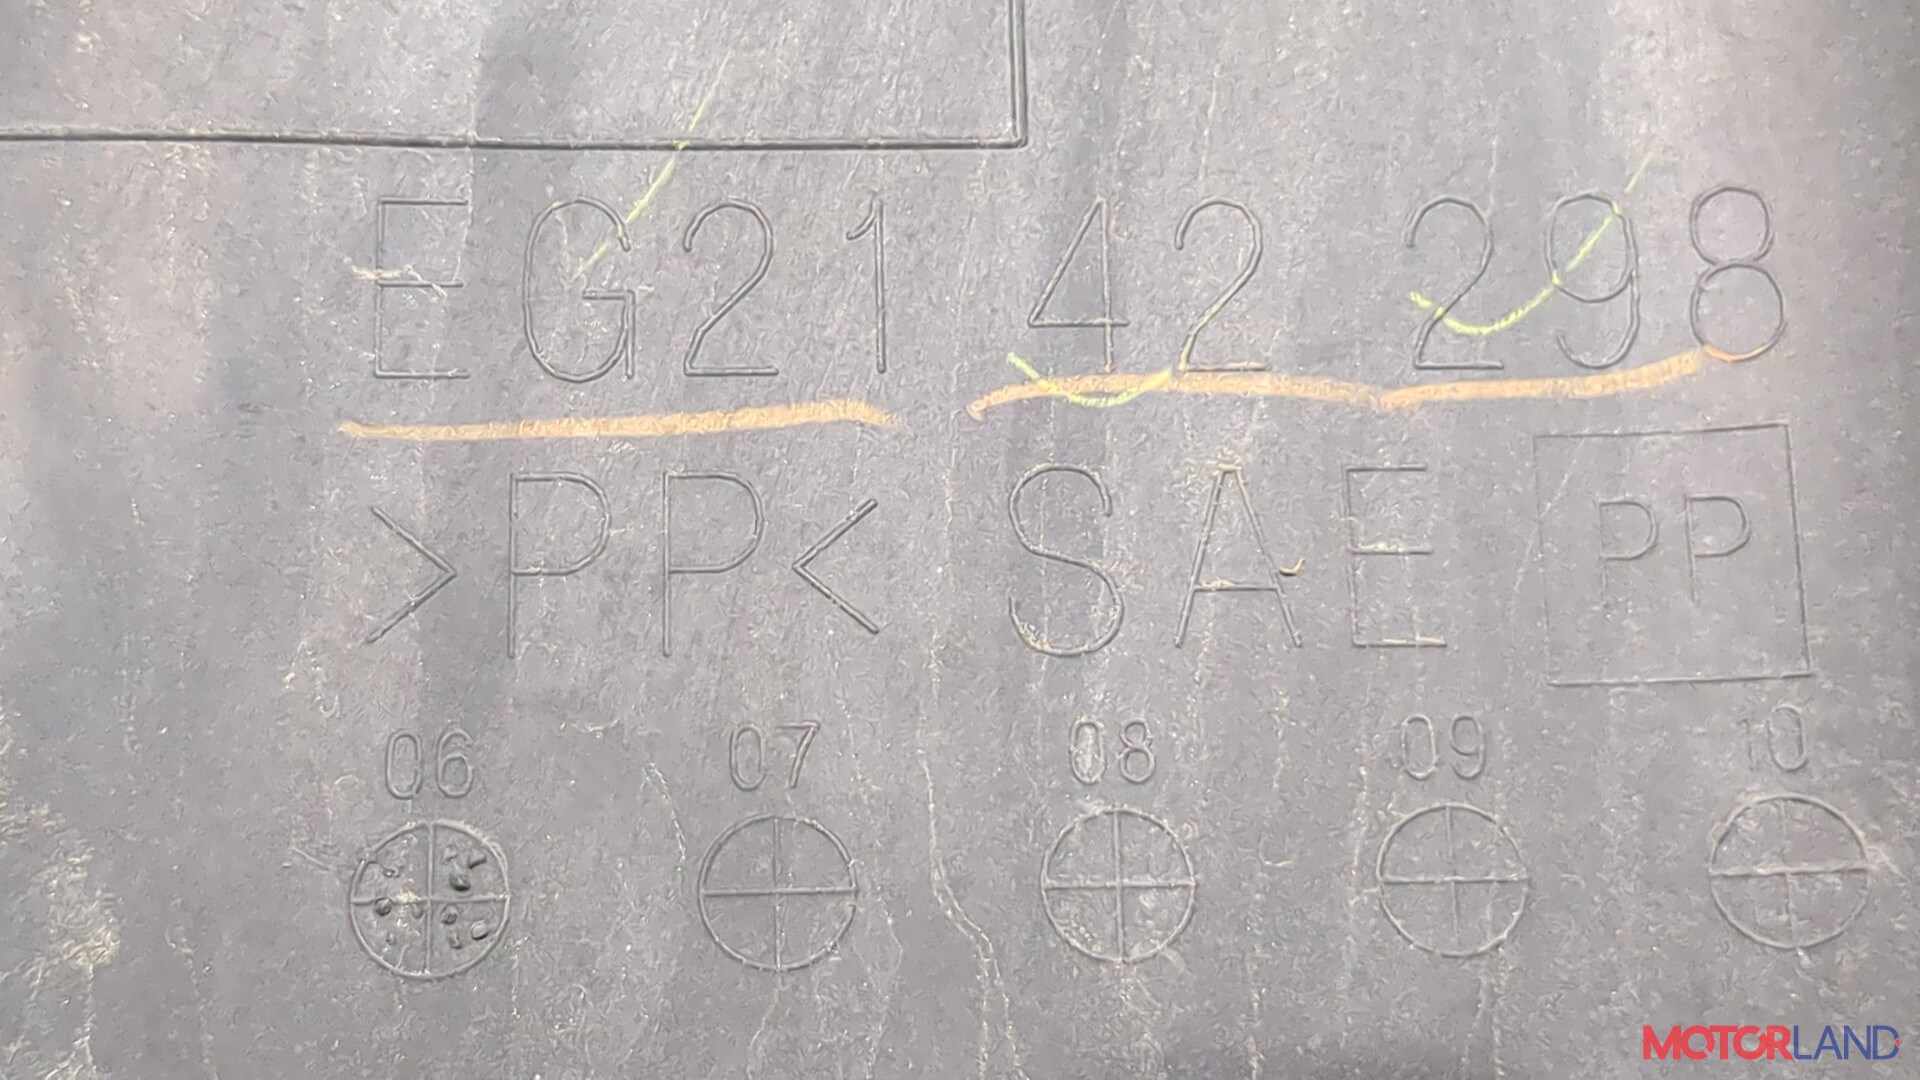 EG21 42 298
>PP< SAE PP
06 07 08 09 10
MOTORLAND